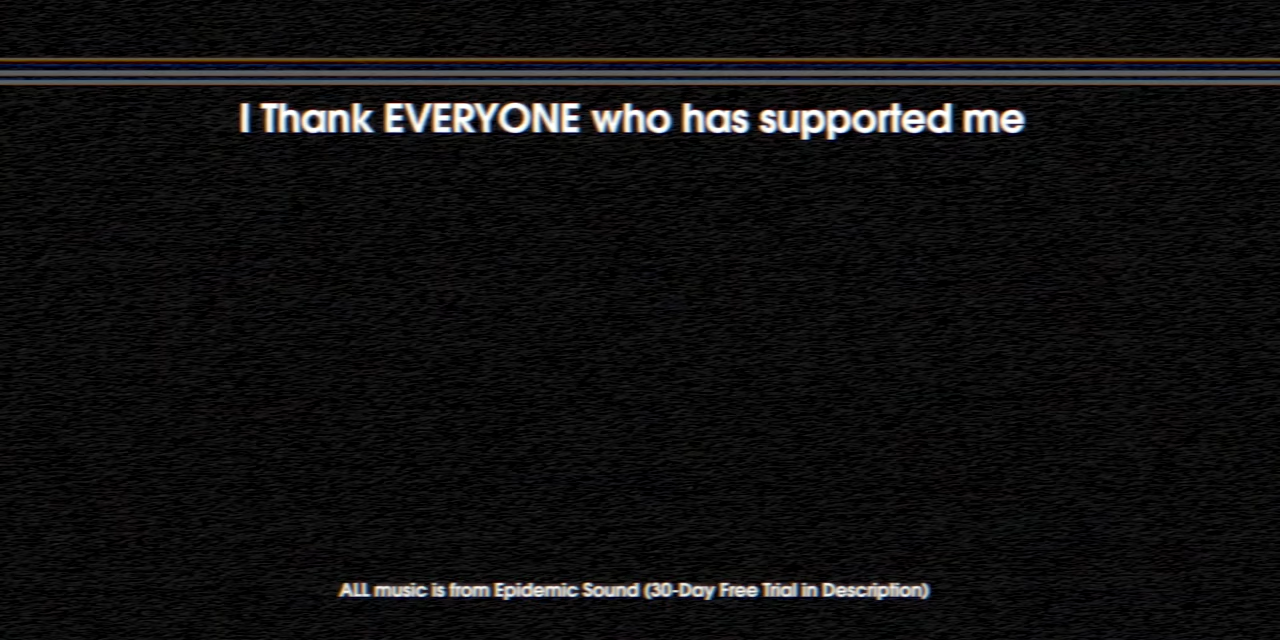 I Thank EVERYONE who has supported me
ALL music is from Epidemic Sound (30-Day Free Trial in Description)